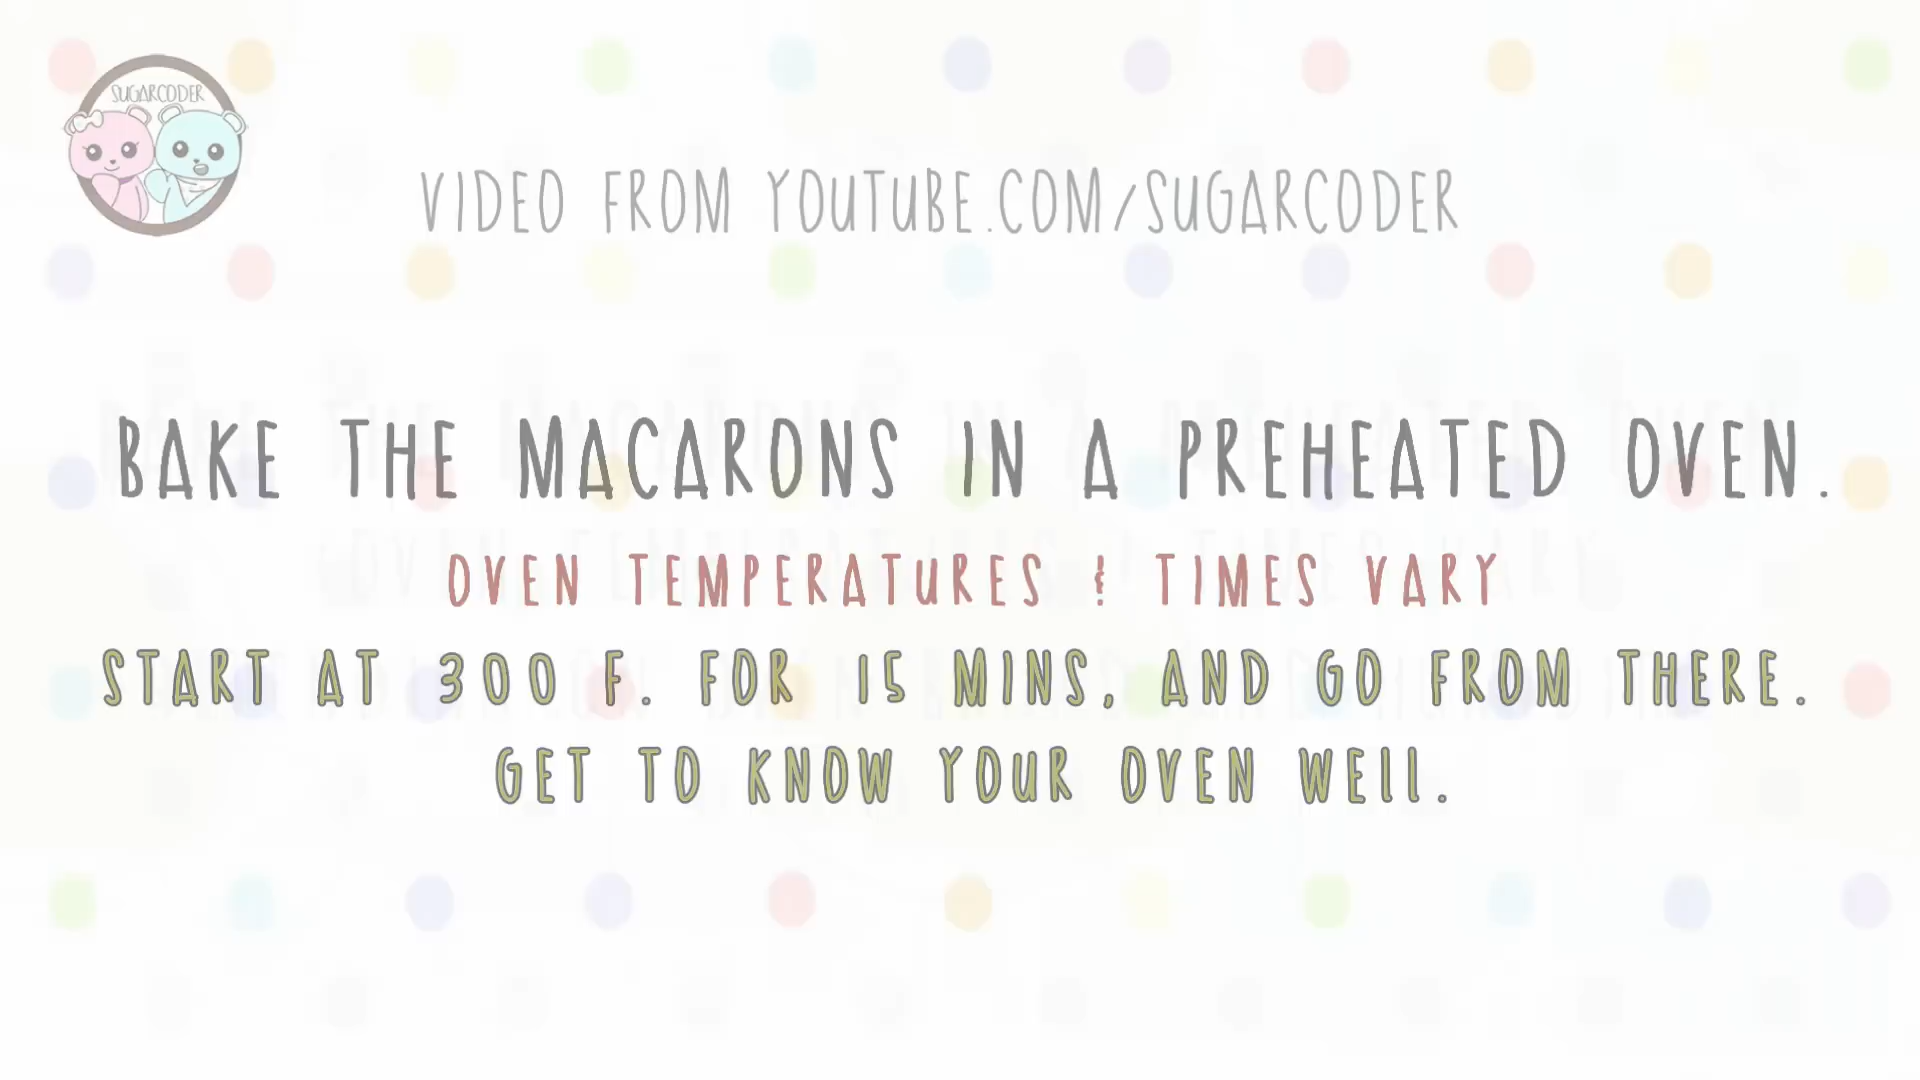 SUGARCODER
VIDEO FROM YOUTUBE.COM/SUGARCODER
BAKE THE MACARONS IN A PREHEATED OVEN.
OVEN TEMPERATURES & TIMES VARY
START AT 300 F. FOR 15 MINS, AND GO FROM THERE.
GET TO KNOW YOUR OVEN WELL.